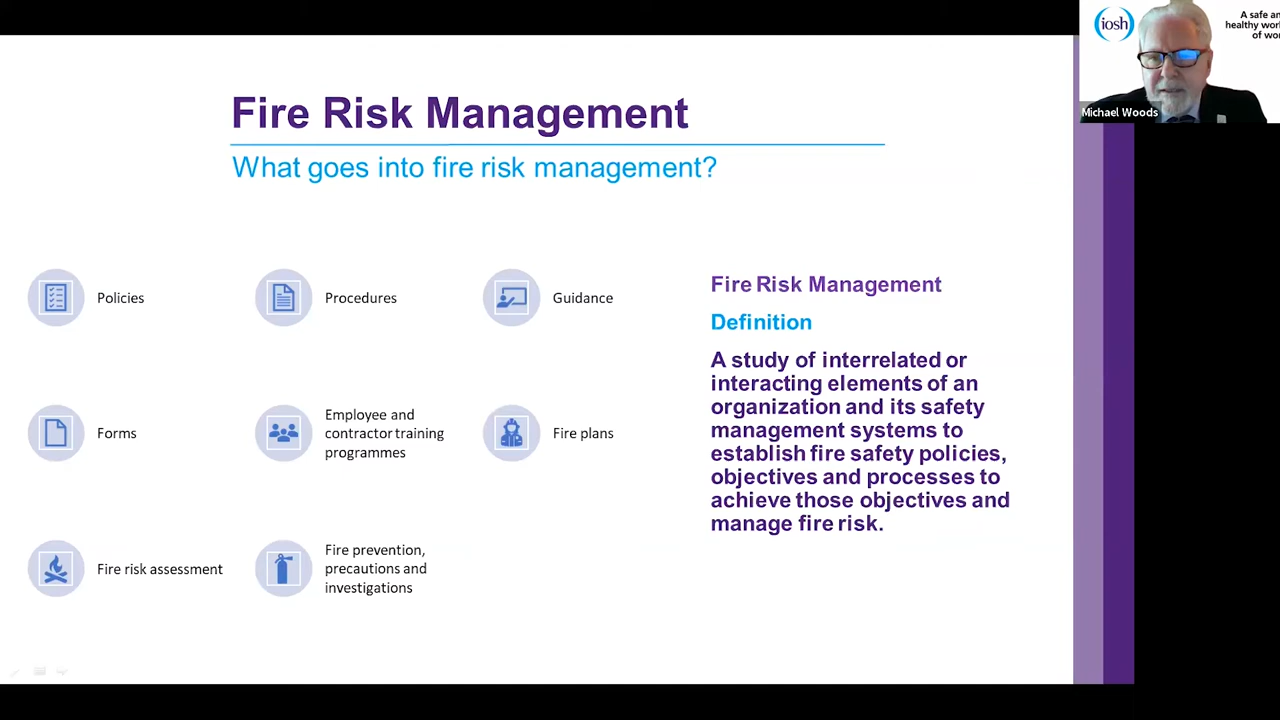 iosh
A safe an
healthy worl
of wo
Michael Woods
Fire Risk Management
What goes into fire risk management?
Policies
Procedures
Guidance
Forms
Employee and
contractor training
programmes
Fire plans
Fire risk assessment
Fire prevention,
precautions and
investigations
Fire Risk Management
Definition
A study of interrelated or
interacting elements of an
organization and its safety
management systems to
establish fire safety policies,
objectives and processes to
achieve those objectives and
manage fire risk.